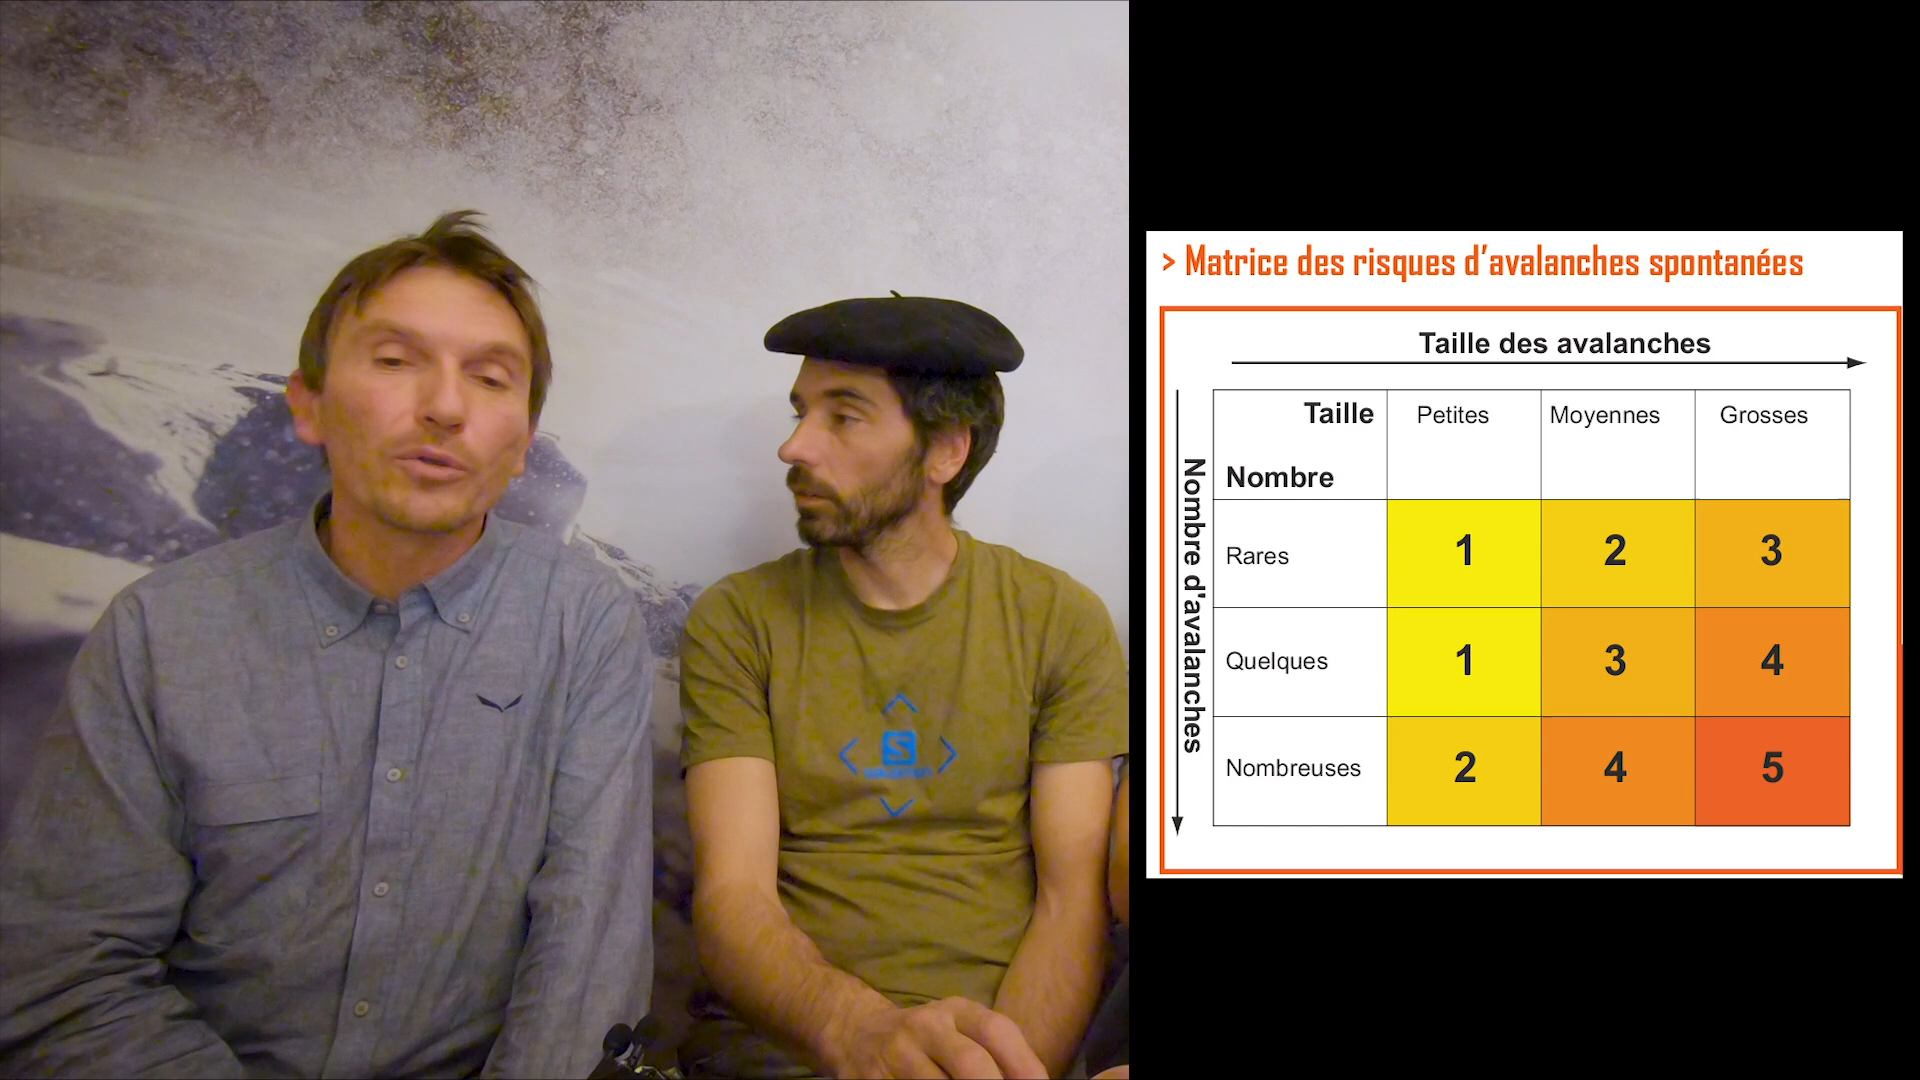 > Matrice des risques d'avalanches spontanées
Taille des avalanches
Nombre d'avalanches
Taille Petites Moyennes Grosses
Nombre
Rares 1 2 3
Quelques 1 3 4
Nombreuses 2 4 5
S